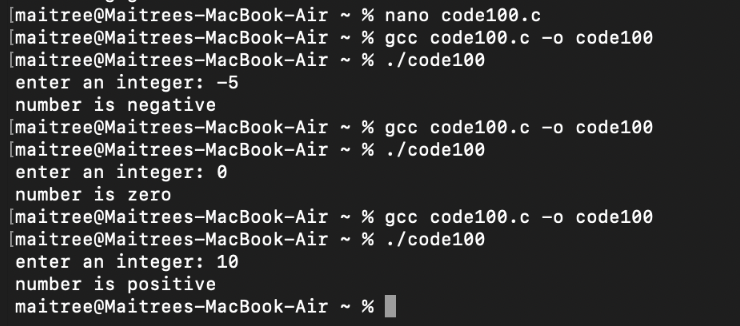 [maitree@Maitrees-MacBook-Air ~ % nano code100.c
[maitree@Maitrees-MacBook-Air ~ % gcc code100.c -o code100
[maitree@Maitrees-MacBook-Air ~ % ./code100
enter an integer: -5
number is negative
[maitree@Maitrees-MacBook-Air ~ % gcc code100.c -o code100
[maitree@Maitrees-MacBook-Air ~ % ./code100
enter an integer: 0
number is zero
[maitree@Maitrees-MacBook-Air ~ % gcc code100.c -o code100
[maitree@Maitrees-MacBook-Air ~ % ./code100
enter an integer: 10
number is positive
maitree@Maitrees-MacBook-Air ~ %